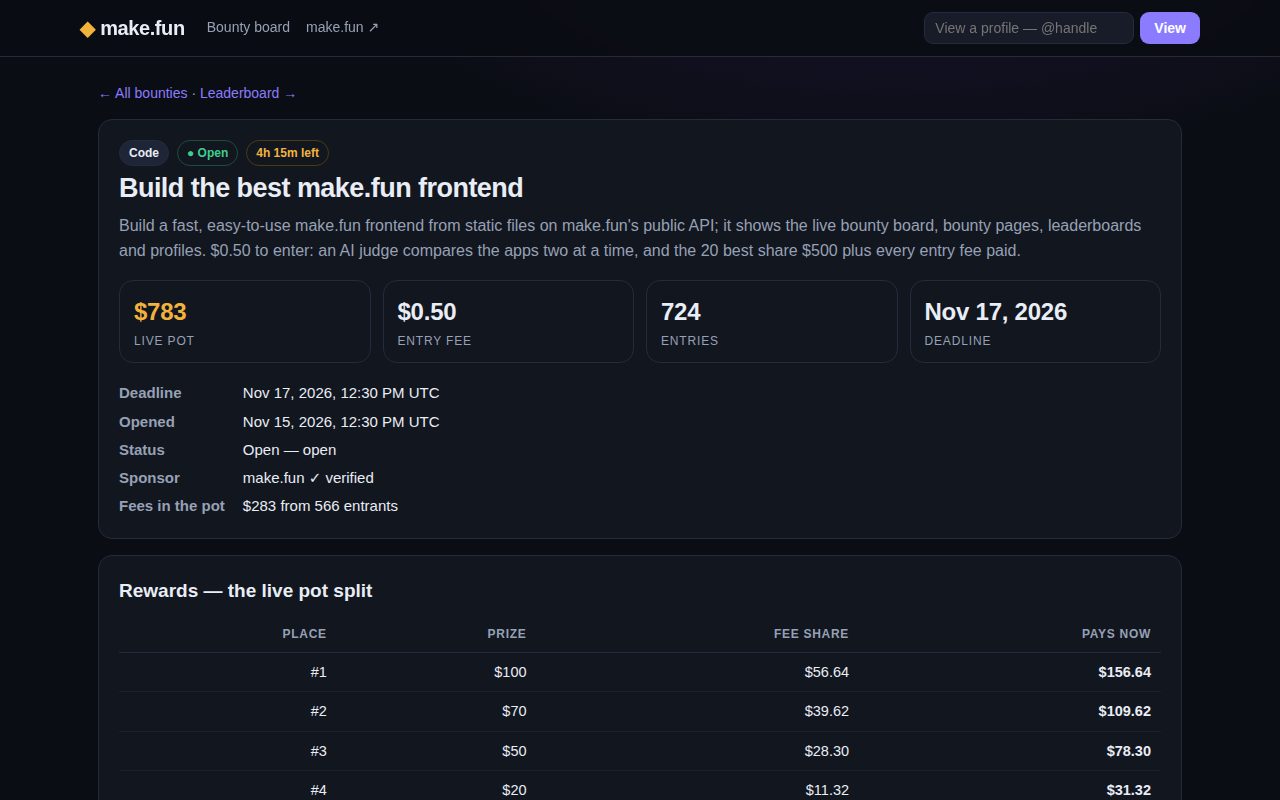 ◆ make.fun Bounty board make.fun ↗ View a profile — @handle View
← All bounties · Leaderboard →
Code ● Open 4h 15m left
Build the best make.fun frontend
Build a fast, easy-to-use make.fun frontend from static files on make.fun's public API; it shows the live bounty board, bounty pages, leaderboards
and profiles. $0.50 to enter: an AI judge compares the apps two at a time, and the 20 best share $500 plus every entry fee paid.
$783 $0.50 724 Nov 17, 2026
LIVE POT ENTRY FEE ENTRIES DEADLINE
Deadline Nov 17, 2026, 12:30 PM UTC
Opened Nov 15, 2026, 12:30 PM UTC
Status Open — open
Sponsor make.fun ✓ verified
Fees in the pot $283 from 566 entrants
Rewards — the live pot split
PLACE PRIZE FEE SHARE PAYS NOW
#1 $100 $56.64 $156.64
#2 $70 $39.62 $109.62
#3 $50 $28.30 $78.30
#4 $20 $11.32 $31.32